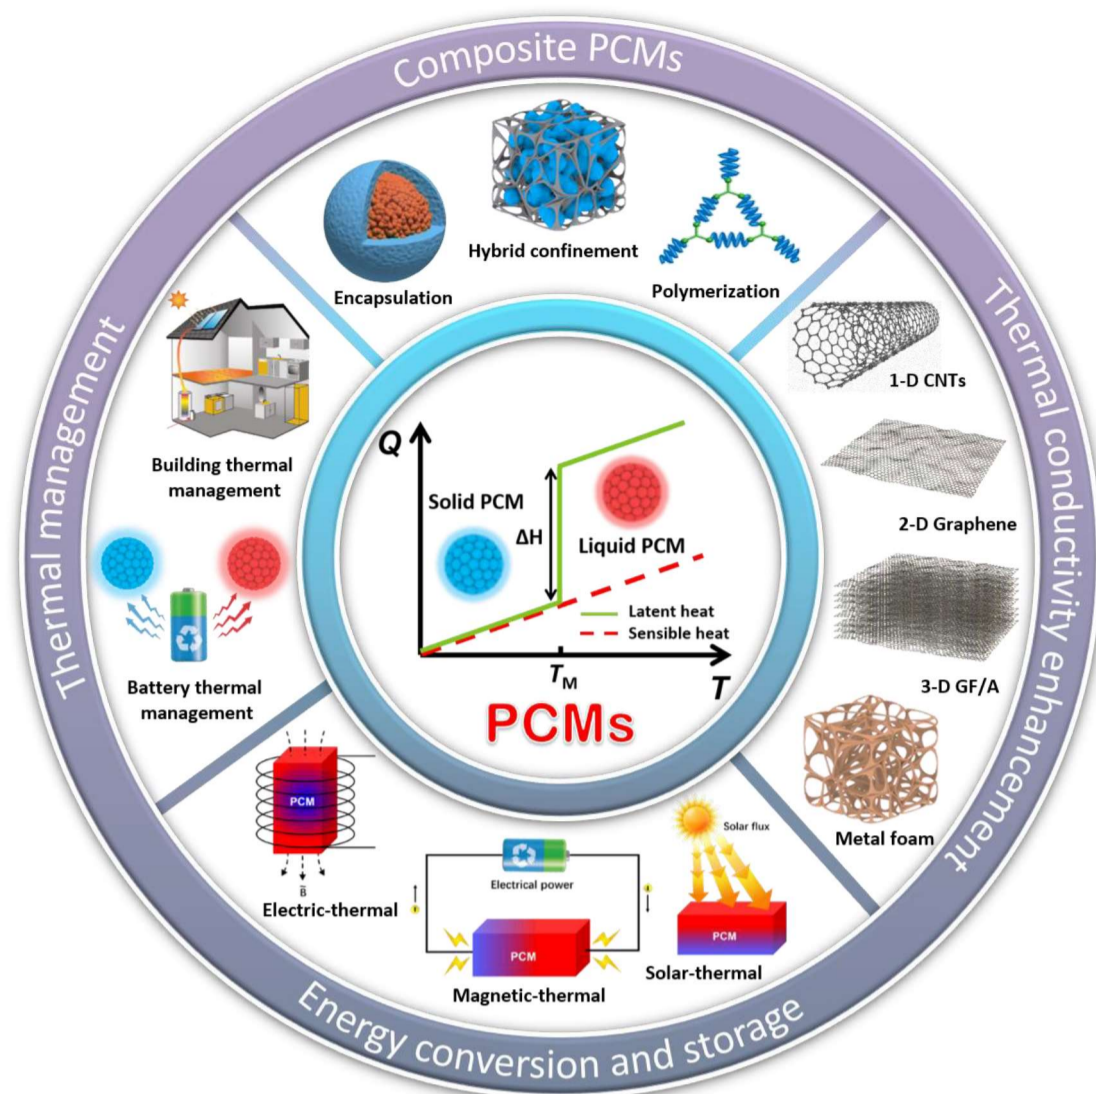 Composite PCMs
Encapsulation
Hybrid confinement
Polymerization
Thermal conductivity enhancement
1-D CNTs
2-D Graphene
3-D GF/A
Metal foam
Energy conversion and storage
Solar flux
PCM
Solar-thermal
Electrical power
PCM
Magnetic-thermal
PCM
B
Electric-thermal
Thermal management
Building thermal
management
Battery thermal
management
Q
Solid PCM
ΔH
Liquid PCM
Latent heat
Sensible heat
TM
T
PCMs